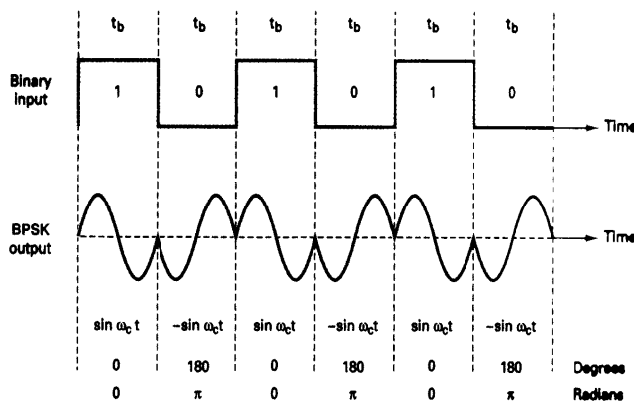 t_b t_b t_b t_b t_b t_b
Binary
input
1 0 1 0 1 0
Time
BPSK
output
Time
sin ω_c t -sin ω_c t sin ω_c t -sin ω_c t sin ω_c t -sin ω_c t
0 180 0 180 0 180 Degrees
0 π 0 π 0 π Radians